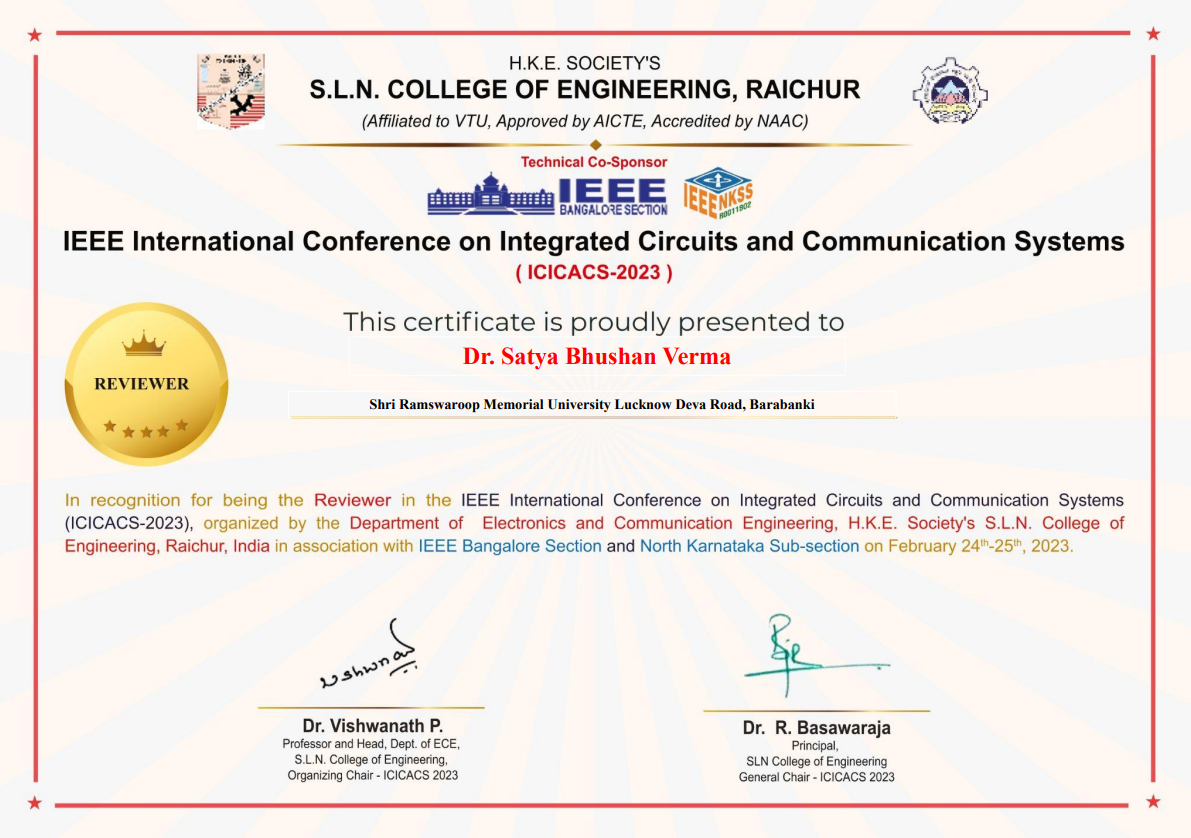 H.K.E. SOCIETY'S
S.L.N. COLLEGE OF ENGINEERING, RAICHUR
(Affiliated to VTU, Approved by AICTE, Accredited by NAAC)
Technical Co-Sponsor
IEEE
BANGALORE SECTION
IEEE NKSS
R0011802
IEEE International Conference on Integrated Circuits and Communication Systems
( ICICACS-2023 )
This certificate is proudly presented to
Dr. Satya Bhushan Verma
REVIEWER
Shri Ramswaroop Memorial University Lucknow Deva Road, Barabanki
In recognition for being the Reviewer in the IEEE International Conference on Integrated Circuits and Communication Systems
(ICICACS-2023), organized by the Department of Electronics and Communication Engineering, H.K.E. Society's S.L.N. College of
Engineering, Raichur, India in association with IEEE Bangalore Section and North Karnataka Sub-section on February 24th-25th, 2023.
Dr. Vishwanath P.
Professor and Head, Dept. of ECE,
S.L.N. College of Engineering,
Organizing Chair - ICICACS 2023
Dr. R. Basawaraja
Principal,
SLN College of Engineering
General Chair - ICICACS 2023